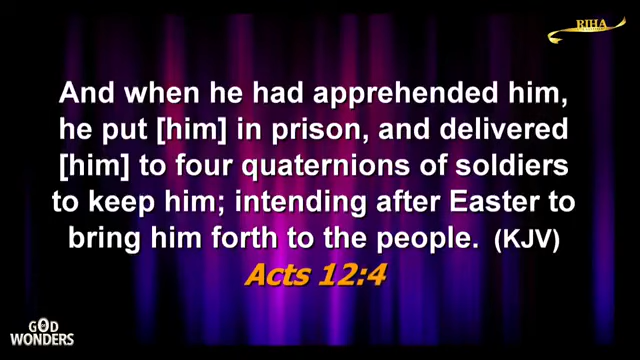 RIHA
And when he had apprehended him,
he put [him] in prison, and delivered
[him] to four quaternions of soldiers
to keep him; intending after Easter to
bring him forth to the people. (KJV)
Acts 12:4
GOD
WONDERS